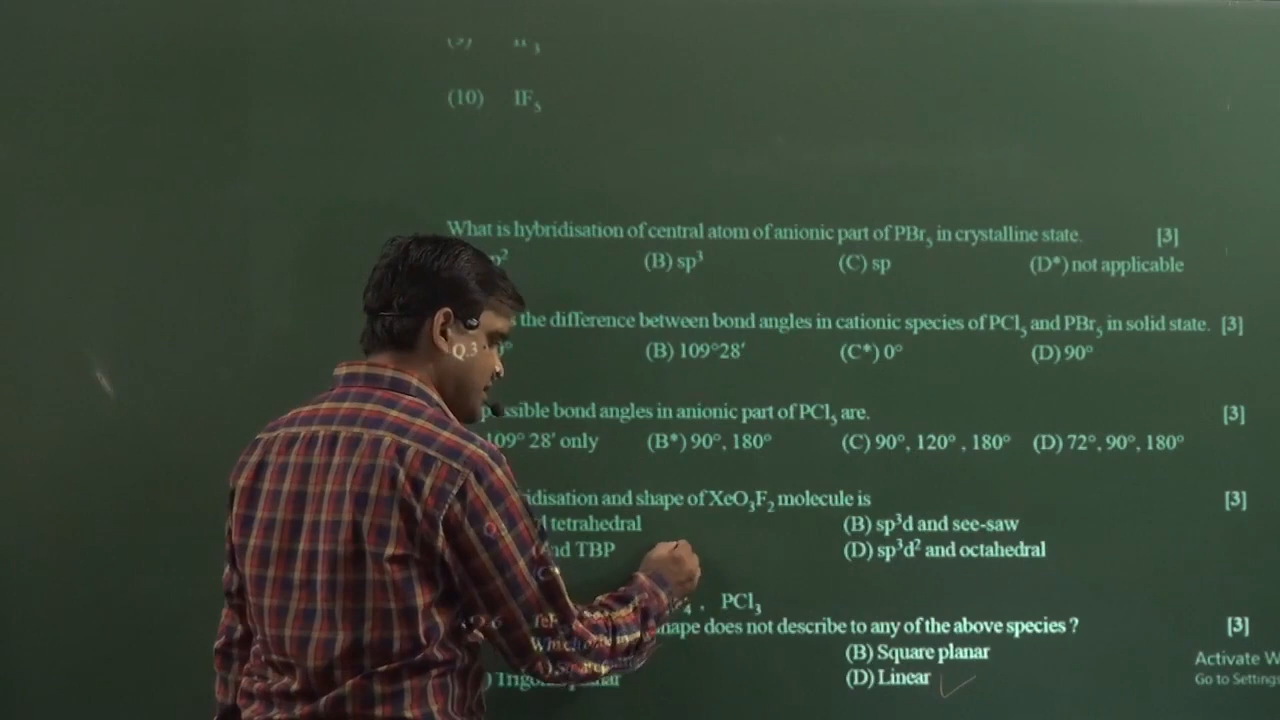 (10) IF₅
What is hybridisation of central atom of anionic part of PBr₅ in crystalline state. [3]
(B) sp³ (C) sp (D*) not applicable
the difference between bond angles in cationic species of PCl₅ and PBr₅ in solid state. [3]
Q.3 (B) 109°28′ (C*) 0° (D) 90°
possible bond angles in anionic part of PCl₅ are. [3]
109° 28′ only (B*) 90°, 180° (C) 90°, 120° , 180° (D) 72°, 90°, 180°
and shape of XeO₃F₂ molecule is [3]
tetrahedral (B) sp³d and see-saw
and TBP (D) sp³d² and octahedral
PCl₃
does not describe to any of the above species ? [3]
(B) Square planar
(D) Linear
Activate W
Go to Settings